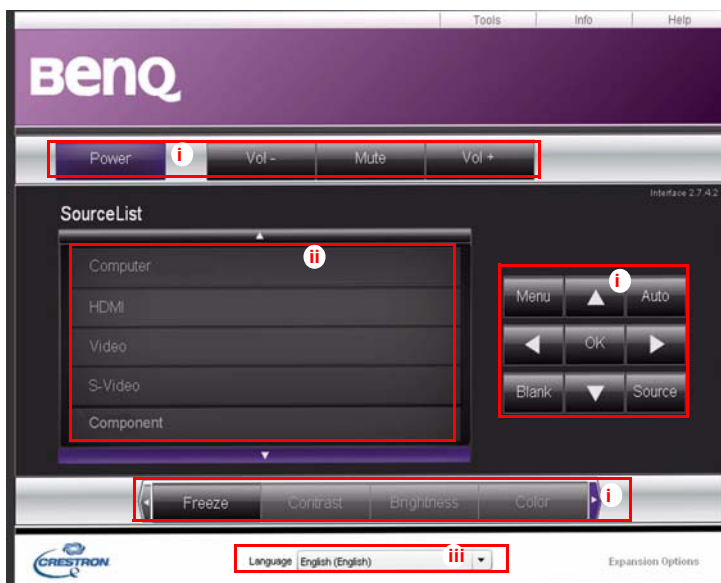 Tools Info Help
BenQ
Power i Vol - Mute Vol +
Interface 2.7.4.2
SourceList
ii
Computer
HDMI
Video
S-Video
Component
i
Menu Auto
OK
Blank Source
Freeze Contrast Brightness Color i
CRESTRON
Language English (English) iii
Expansion Options